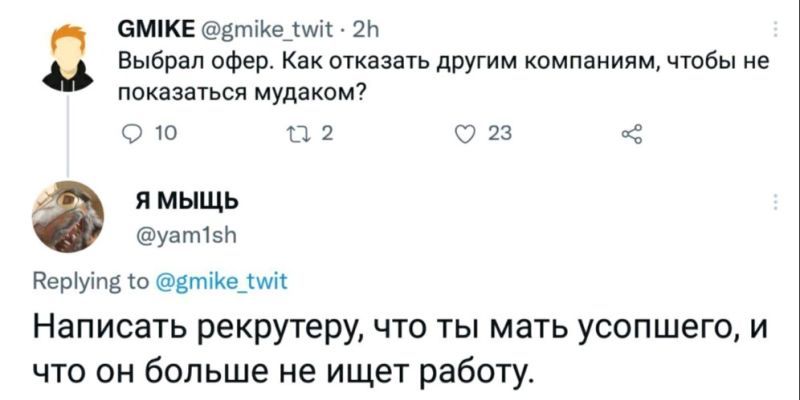 GMIKE @gmike_twit · 2h
Выбрал офер. Как отказать другим компаниям, чтобы не
показаться мудаком?
10 2 23
Я МЫЩЬ
@yam1sh
Replying to @gmike_twit
Написать рекрутеру, что ты мать усопшего, и
что он больше не ищет работу.